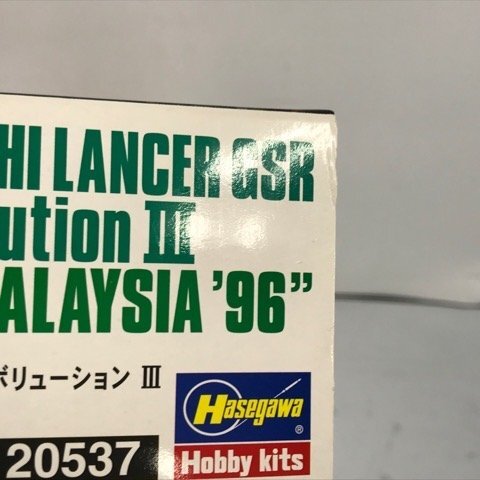 HI LANCER GSR
ution III
ALAYSIA '96”
ボリューション III
20537
Hasegawa®
Hobby kits